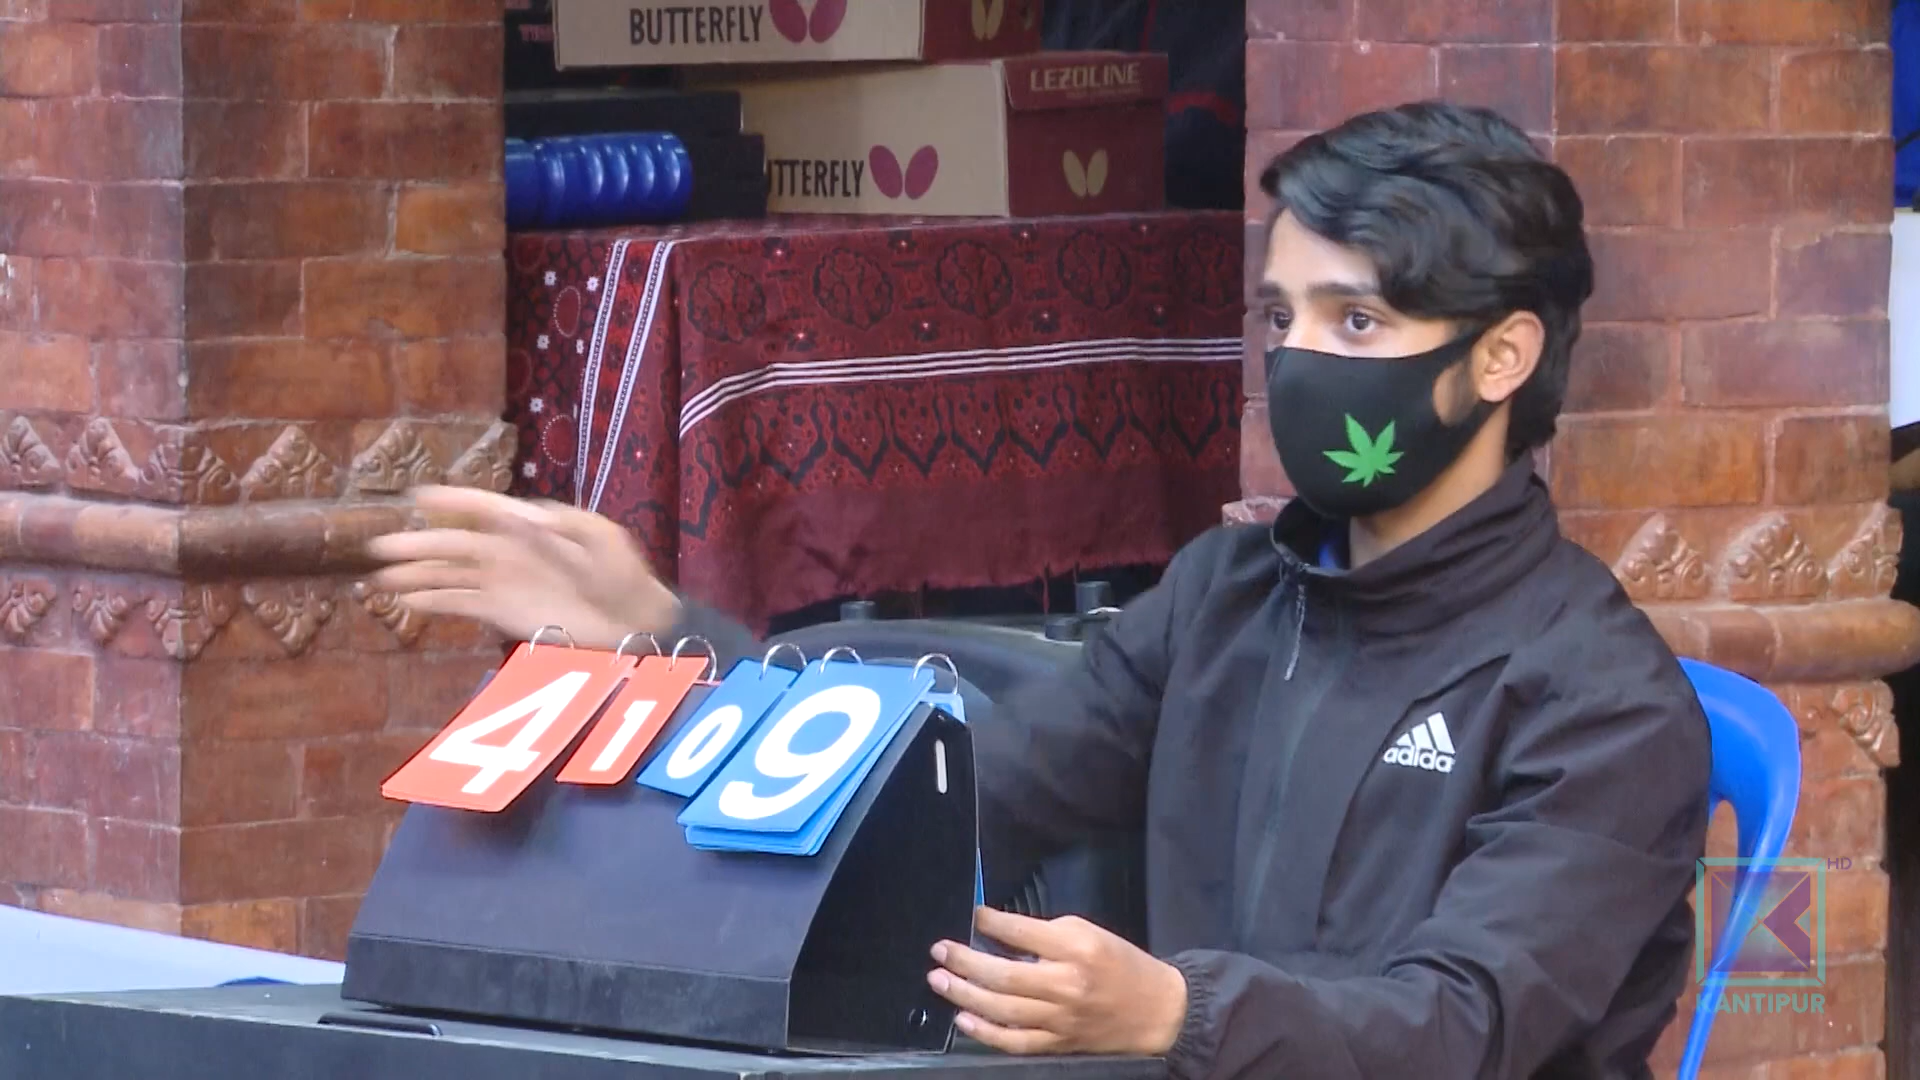 BUTTERFLY
LEZOLINE
UTTERFLY
4 1 0 9
adidas
HD
KANTIPUR